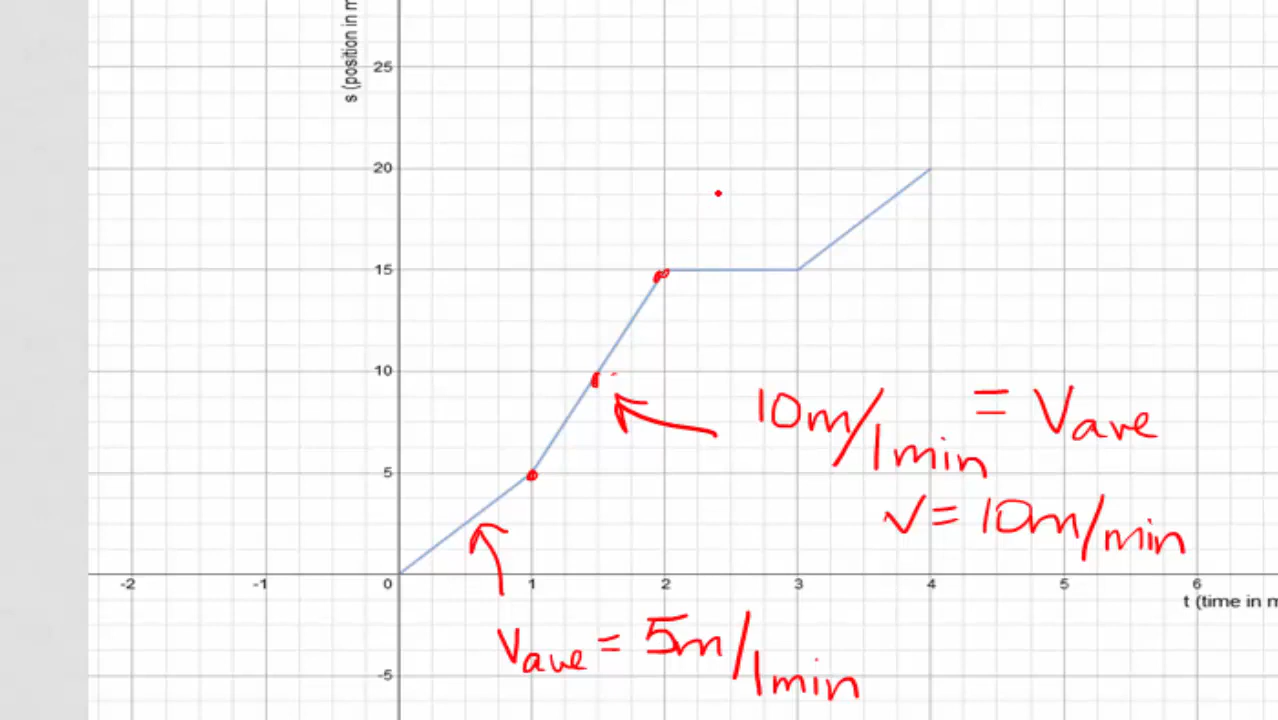 s (position in m
25
20
15
10
5
0
-5
-2 -1 1 2 3 4 5 6
t (time in m
10m/1min = Vave
V = 10m/min
Vave = 5m/1min